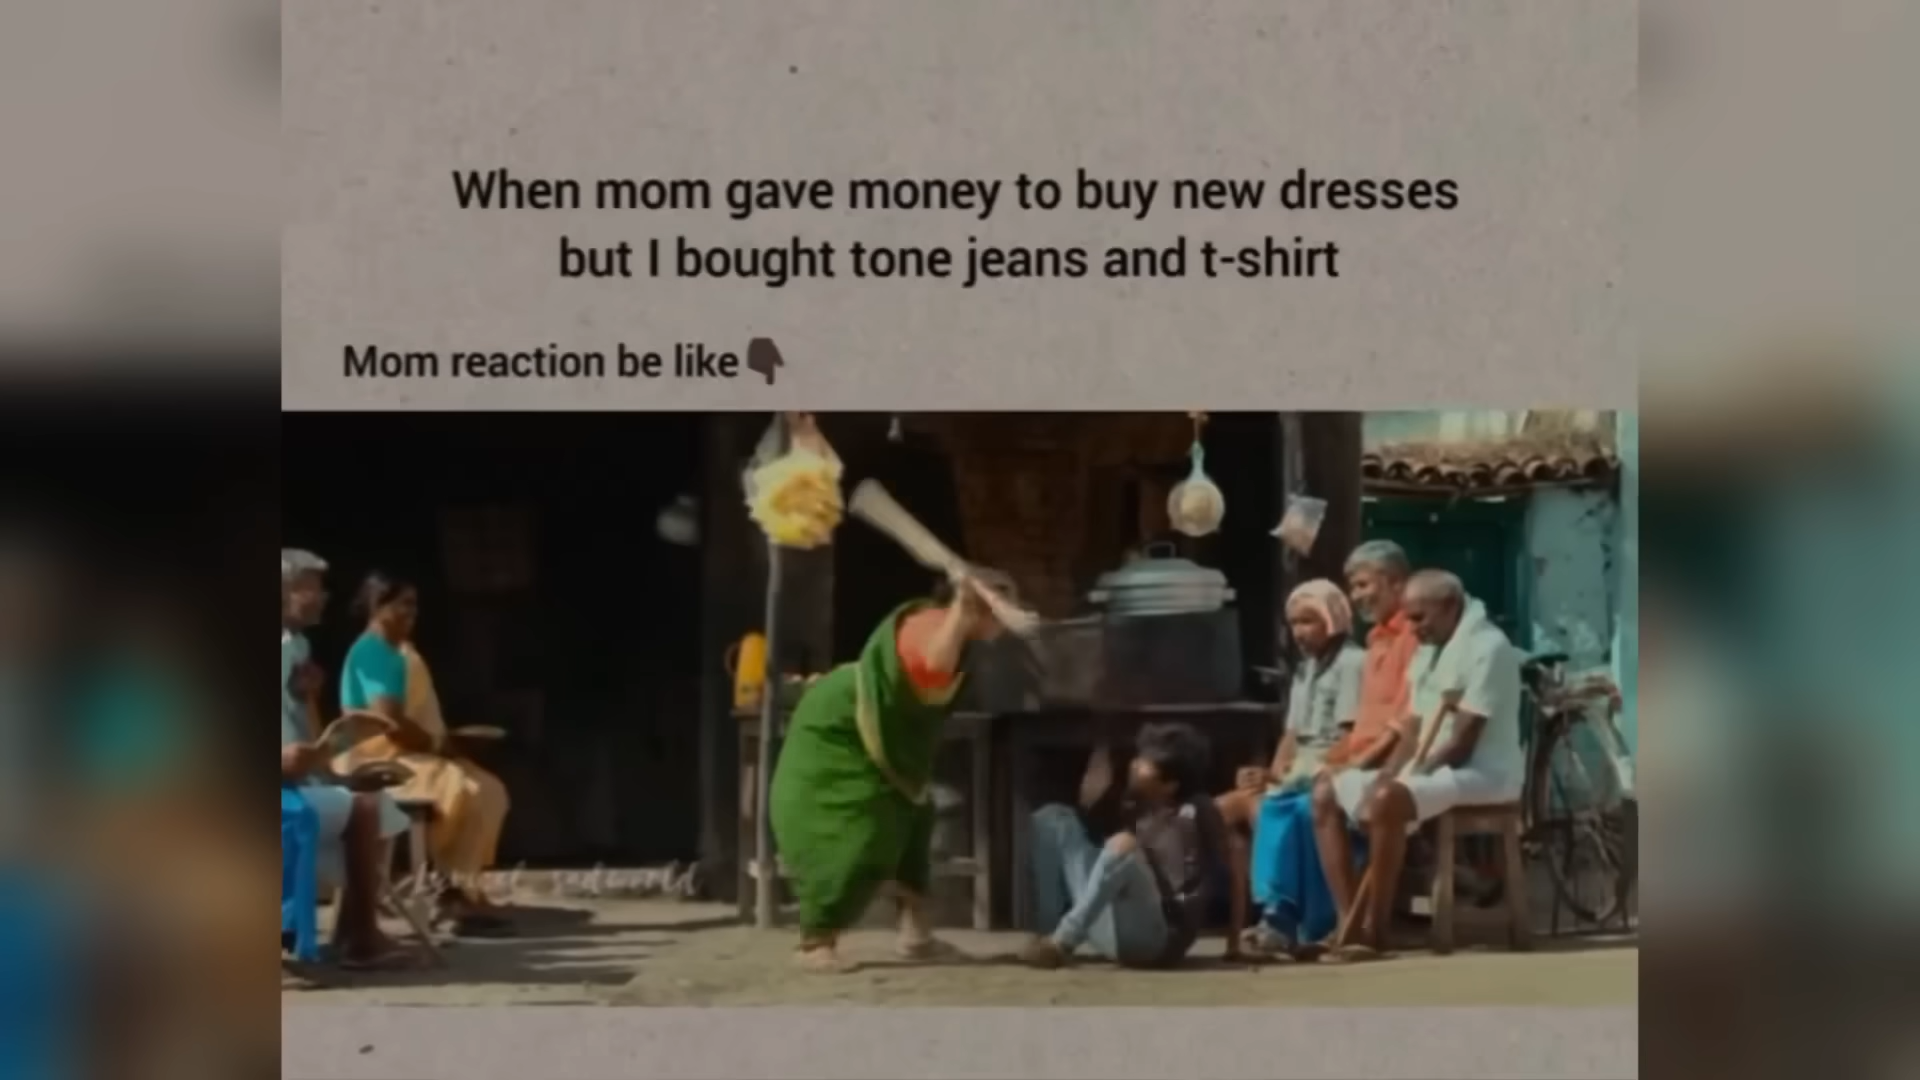 When mom gave money to buy new dresses
but I bought tone jeans and t-shirt
Mom reaction be like👇🏿